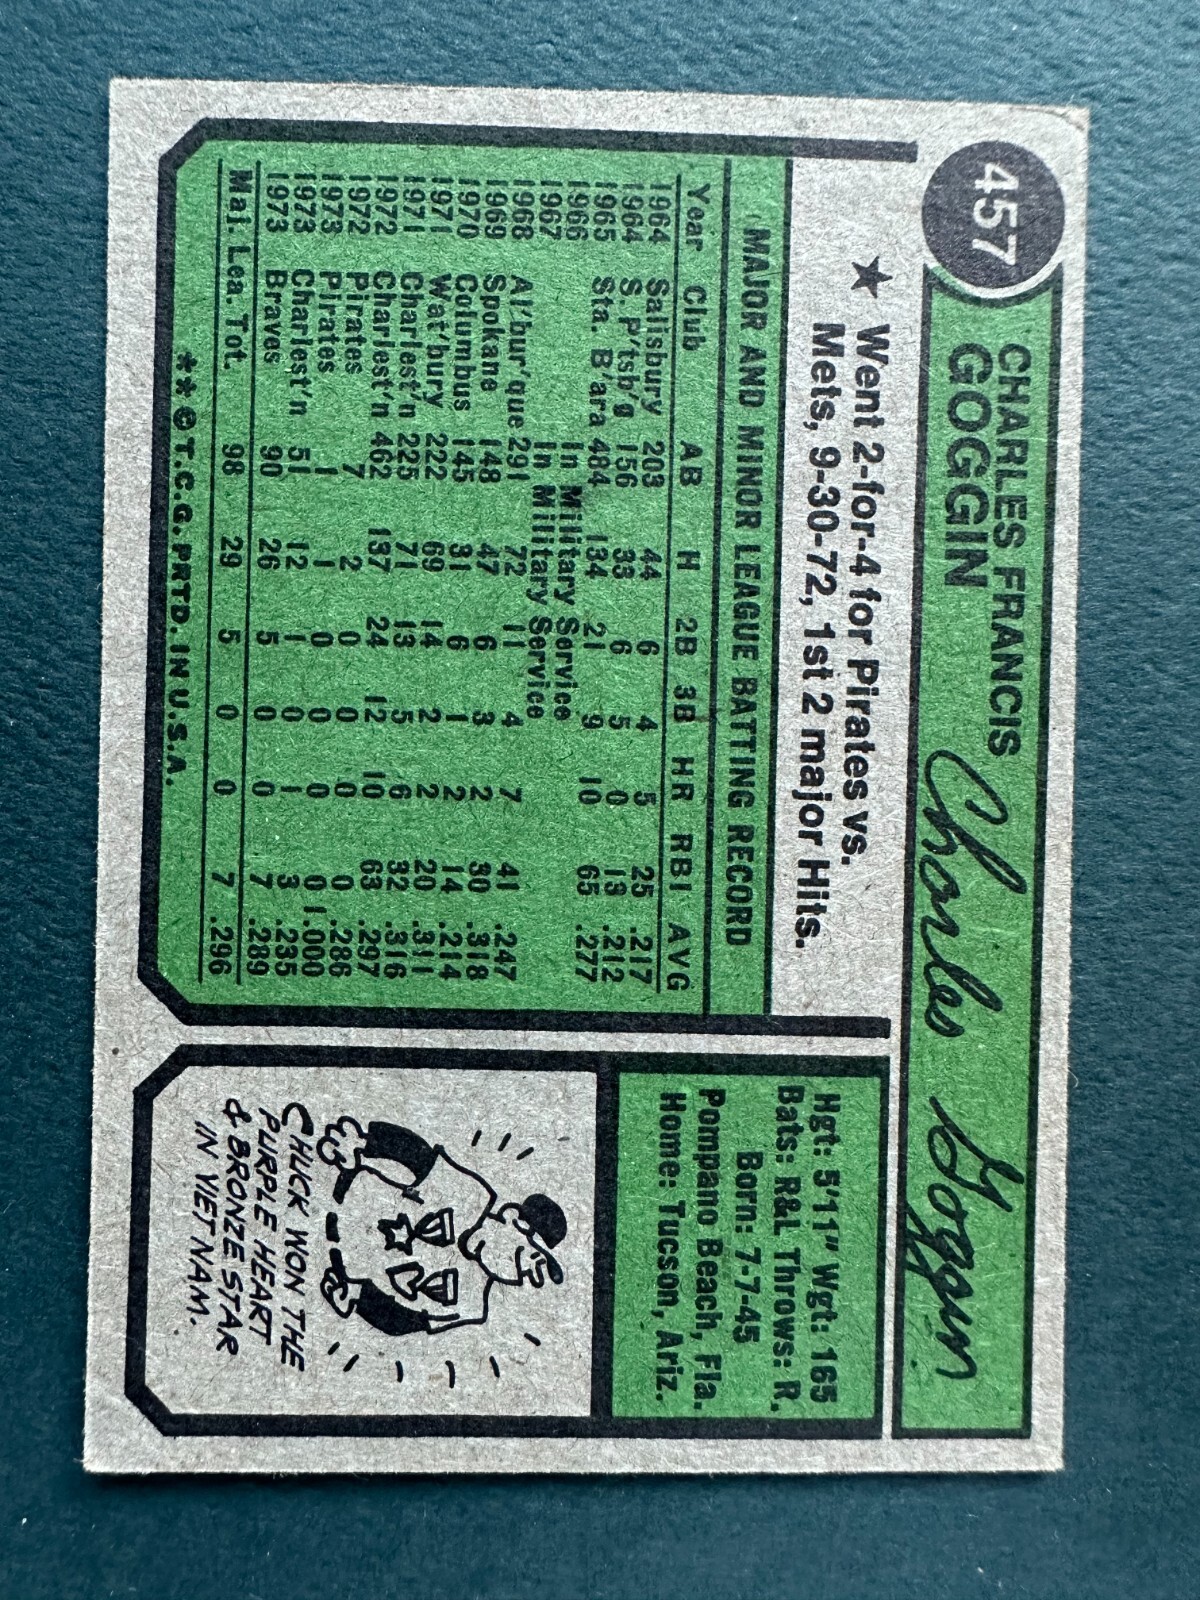 457
CHARLES FRANCIS
GOGGIN
Charles Goggin
★ Went 2-for-4 for Pirates vs.
Mets, 9-30-72, 1st 2 major Hits.
MAJOR AND MINOR LEAGUE BATTING RECORD
Year Club AB H 2B 3B HR RBI AVG
1964 Salisbury 203 44 6 4 5 25 .217
1964 S. P'tsb'g 156 33 6 5 0 13 .212
1965 Sta. B'ara 484 134 21 9 10 65 .277
1966 In Military Service
1967 In Military Service
1968 Al'bur'que 291 72 11 4 7 41 .247
1969 Spokane 148 47 6 3 2 30 .318
1970 Columbus 145 31 6 1 2 14 .214
1971 Wat'bury 222 69 14 2 2 20 .311
1971 Charlest'n 225 71 13 5 6 32 .316
1972 Charlest'n 462 137 24 12 10 63 .297
1972 Pirates 7 2 0 0 0 0 .286
1973 Pirates 1 1 0 0 0 0 1.000
1973 Charlest'n 51 12 1 0 1 3 .235
1973 Braves 90 26 5 0 0 7 .289
Maj. Lea. Tot. 98 29 5 0 0 7 .296
**©T.C.G. PRTD. IN U.S.A.
Hgt: 5'11" Wgt: 165
Bats: R&L Throws: R.
Born: 7-7-45
Pompano Beach, Fla.
Home: Tucson, Ariz.
CHUCK WON THE
PURPLE HEART
& BRONZE STAR
IN VIET NAM.